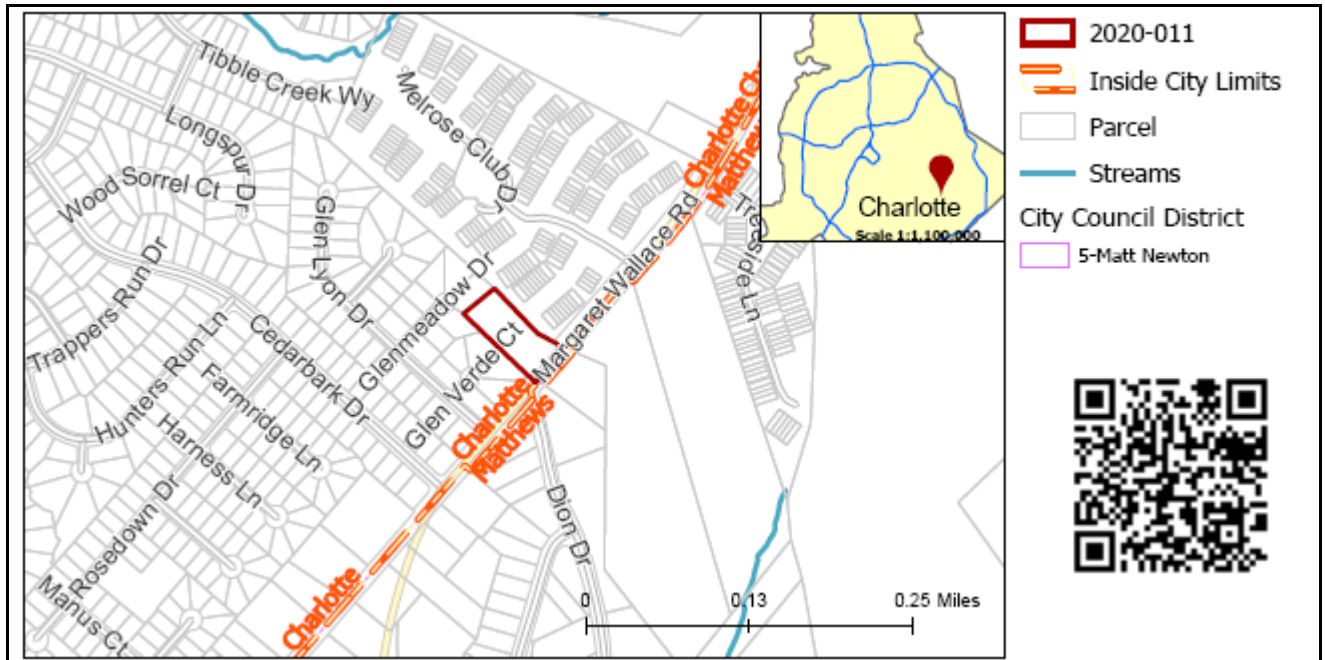 Tibble Creek Wy
Longspur Dr
Wood Sorrel Ct
Melrose Club Dr
Glen Lyon Dr
Trappers Run Dr
Glenmeadow Dr
Hunters Run Ln
Cedarbark Dr
Farmridge Ln
Harness Ln
Glen Verde Ct
Rosedown Dr
Manus Ct
Margaret Wallace Rd
Dion Dr
Treeside Ln
Charlotte Cha
Matthews
Charlotte
Matthews
Charlotte
0 0.13 0.25 Miles
Charlotte
Scale 1:1,100,000
2020-011
Inside City Limits
Parcel
Streams
City Council District
5-Matt Newton